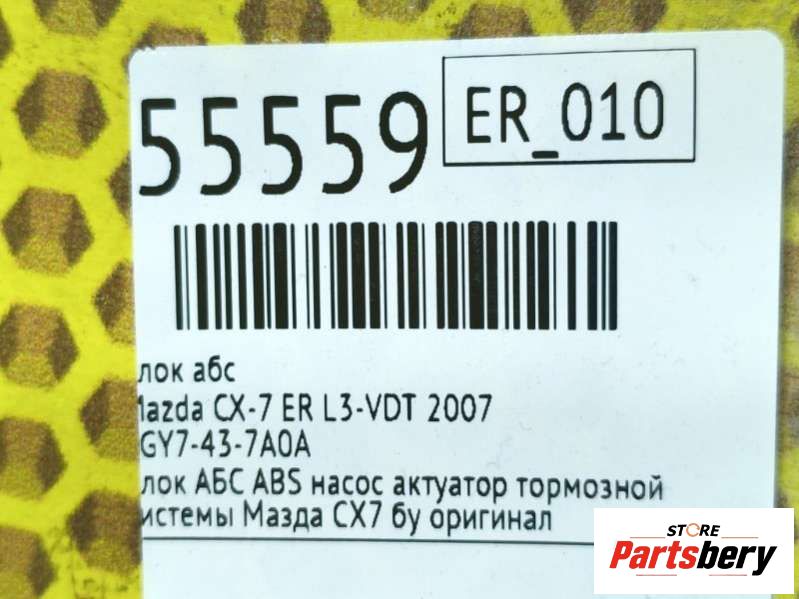 55559
ER_010
лок абс
Mazda CX-7 ER L3-VDT 2007
GY7-43-7A0A
лок АБС ABS насос актуатор тормозной
истемы Мазда СХ7 бу оригинал
STORE
Partsbery